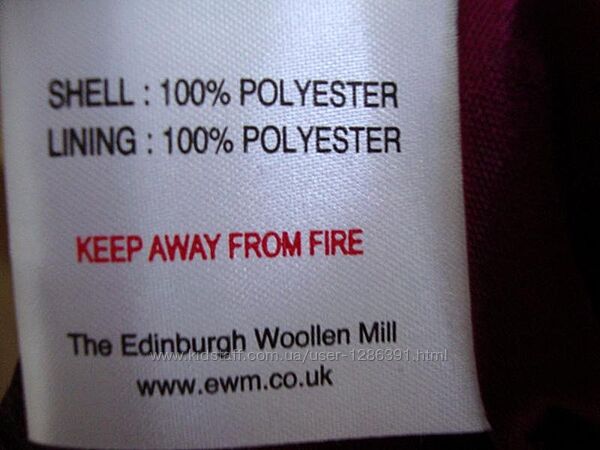 SHELL : 100% POLYESTER
LINING : 100% POLYESTER
KEEP AWAY FROM FIRE
The Edinburgh Woollen Mill
www.kidstaff.com.ua/user-1286391.html
www.ewm.co.uk